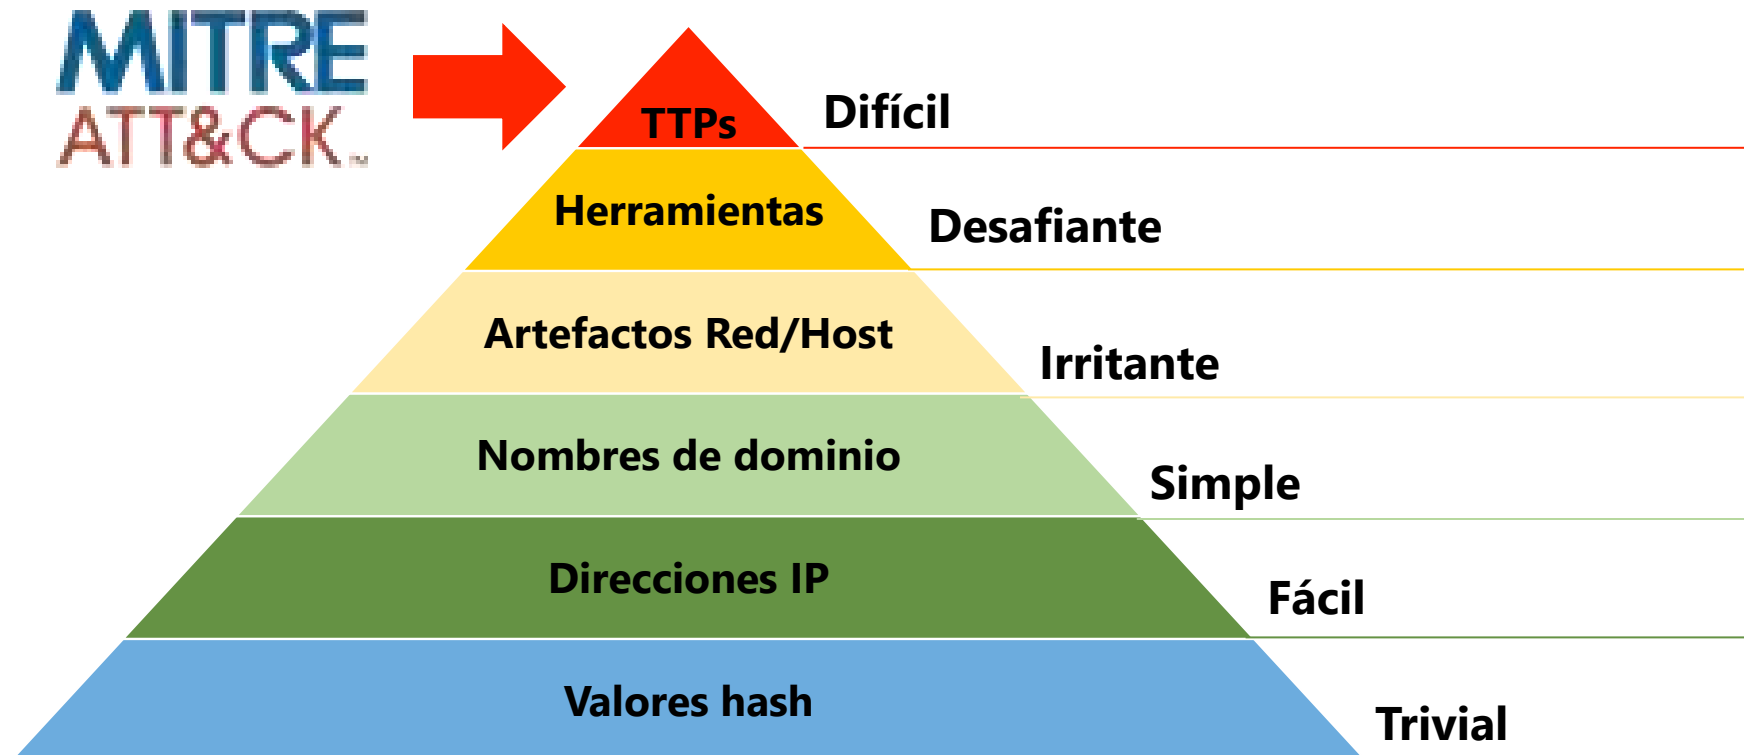 MITRE
ATT&CK™
TTPs
Difícil
Herramientas
Desafiante
Artefactos Red/Host
Irritante
Nombres de dominio
Simple
Direcciones IP
Fácil
Valores hash
Trivial